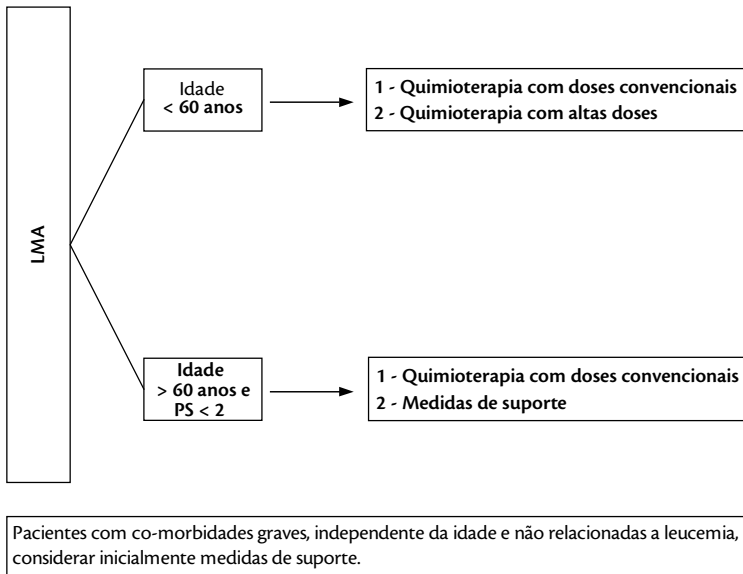 LMA
Idade
< 60 anos
1 - Quimioterapia com doses convencionais
2 - Quimioterapia com altas doses
Idade
> 60 anos e
PS < 2
1 - Quimioterapia com doses convencionais
2 - Medidas de suporte
Pacientes com co-morbidades graves, independente da idade e não relacionadas a leucemia,
considerar inicialmente medidas de suporte.